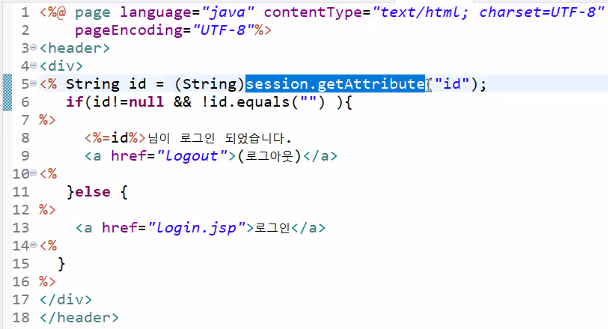 1 <%@ page language="java" contentType="text/html; charset=UTF-8"
2 pageEncoding="UTF-8"%>
3 <header>
4 <div>
5 <% String id = (String)session.getAttribute("id");
6 if(id!=null && !id.equals("") ){
7 %>
8 <%=id%>님이 로그인 되었습니다.
9 <a href="logout">(로그아웃)</a>
10 <%
11 }else {
12 %>
13 <a href="login.jsp">로그인</a>
14 <%
15 }
16 %>
17 </div>
18 </header>